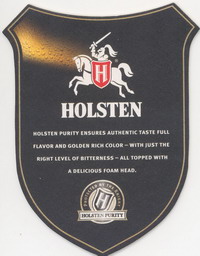 H
HOLSTEN
HOLSTEN PURITY ENSURES AUTHENTIC TASTE FULL
FLAVOR AND GOLDEN RICH COLOR – WITH JUST THE
RIGHT LEVEL OF BITTERNESS – ALL TOPPED WITH
A DELICIOUS FOAM HEAD.
H
HOLSTEN PURITY